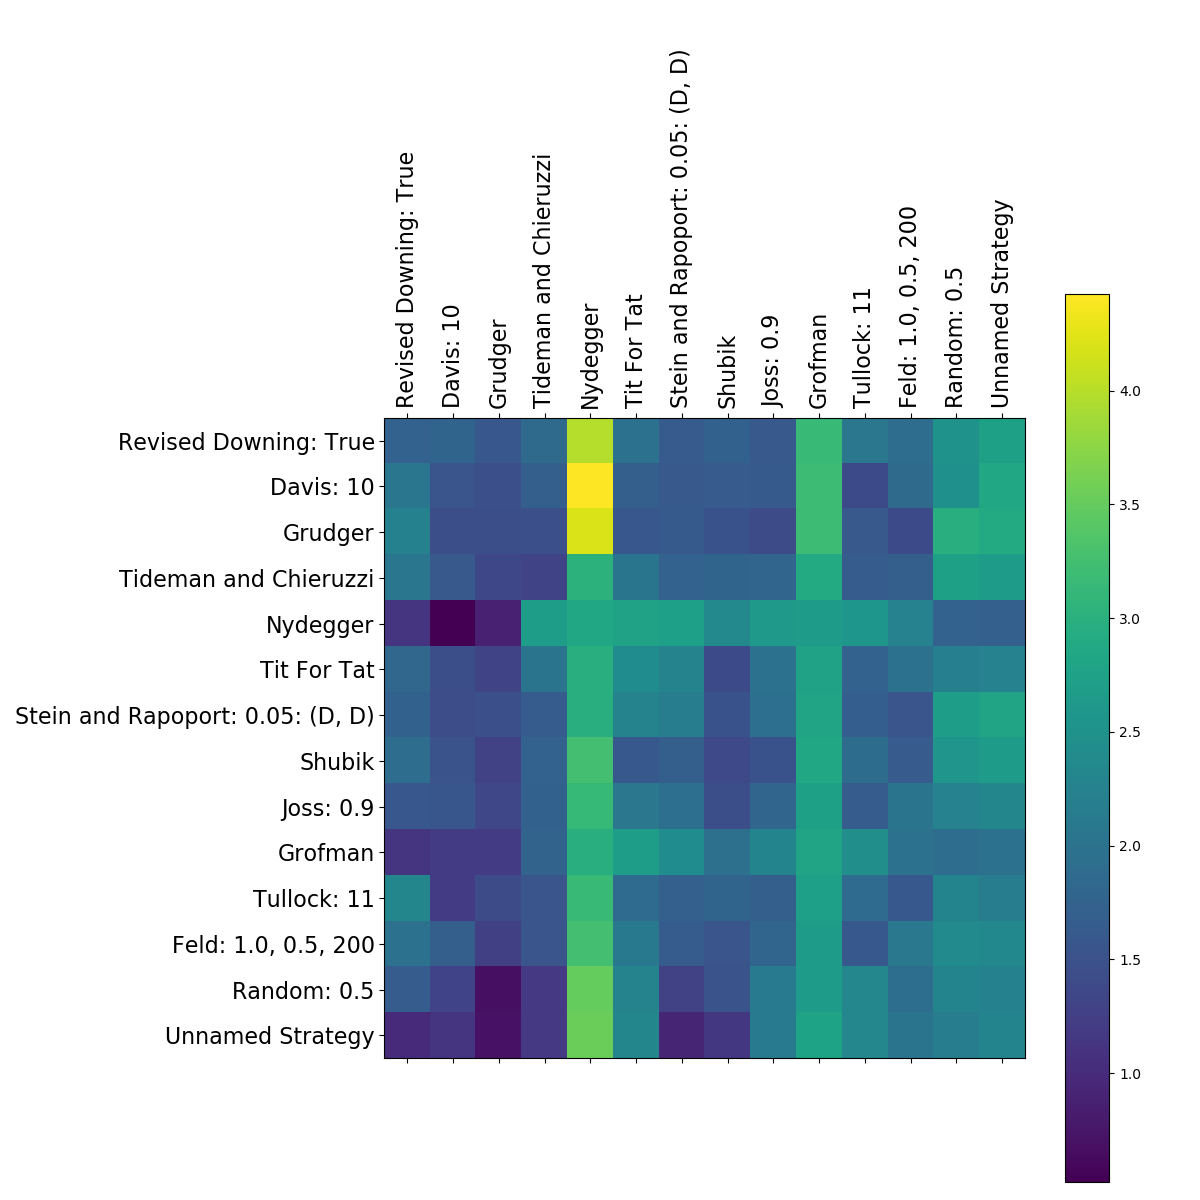 Revised Downing: True
Davis: 10
Grudger
Tideman and Chieruzzi
Nydegger
Tit For Tat
Stein and Rapoport: 0.05: (D, D)
Shubik
Joss: 0.9
Grofman
Tullock: 11
Feld: 1.0, 0.5, 200
Random: 0.5
Unnamed Strategy
Revised Downing: True
Davis: 10
Grudger
Tideman and Chieruzzi
Nydegger
Tit For Tat
Stein and Rapoport: 0.05: (D, D)
Shubik
Joss: 0.9
Grofman
Tullock: 11
Feld: 1.0, 0.5, 200
Random: 0.5
Unnamed Strategy
4.0
3.5
3.0
2.5
2.0
1.5
1.0